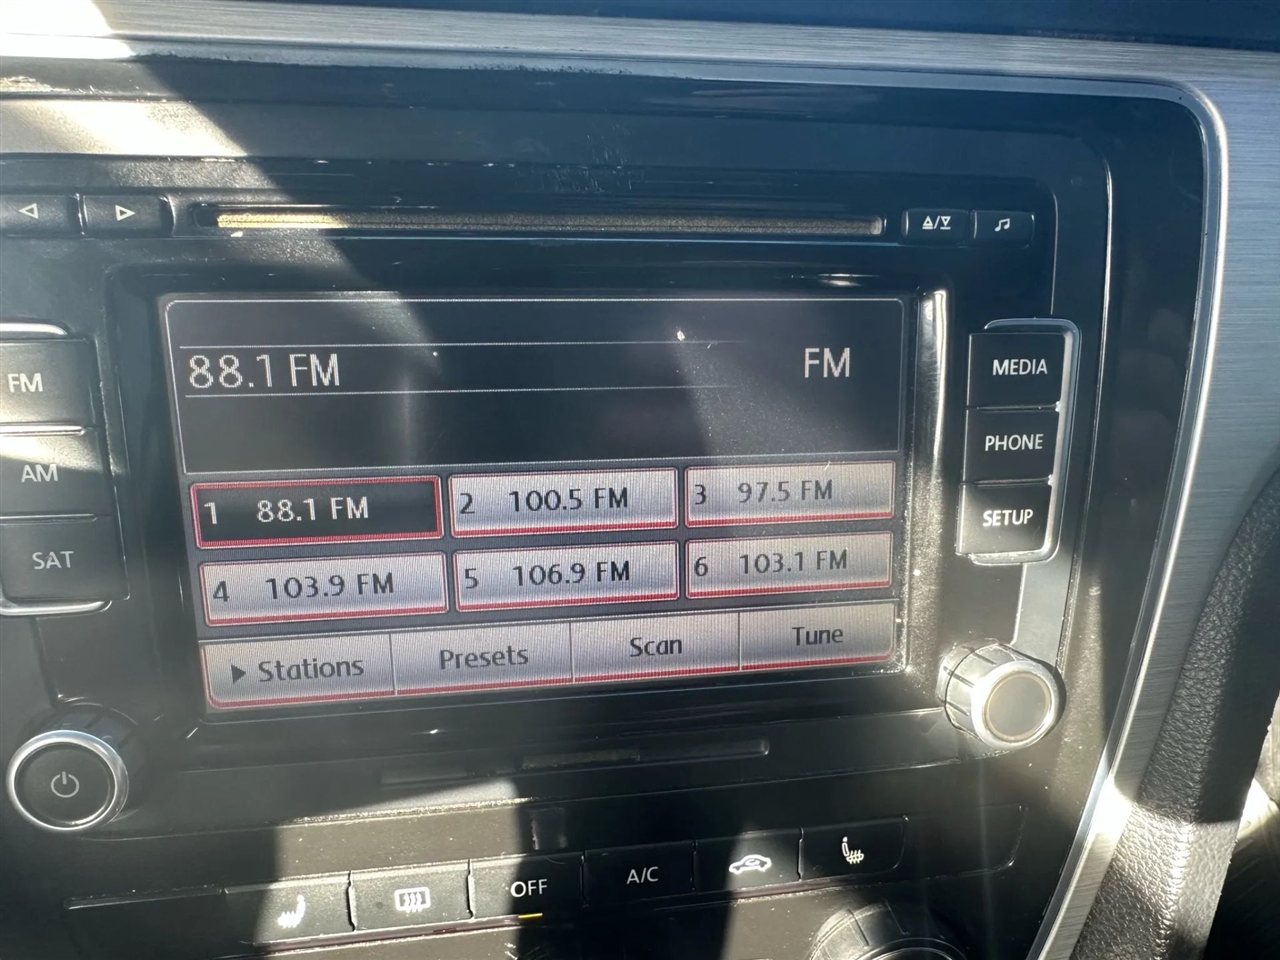 88.1 FM
FM
MEDIA
FM
PHONE
AM
SETUP
SAT
1 88.1 FM
2 100.5 FM
3 97.5 FM
4 103.9 FM
5 106.9 FM
6 103.1 FM
Stations
Presets
Scan
Tune
OFF
A/C